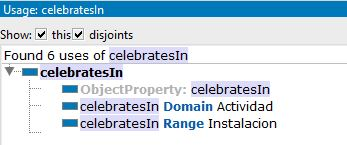 Usage: celebratesIn
Show: this disjoints
Found 6 uses of celebratesIn
celebratesIn
ObjectProperty: celebratesIn
celebratesIn Domain Actividad
celebratesIn Range Instalacion